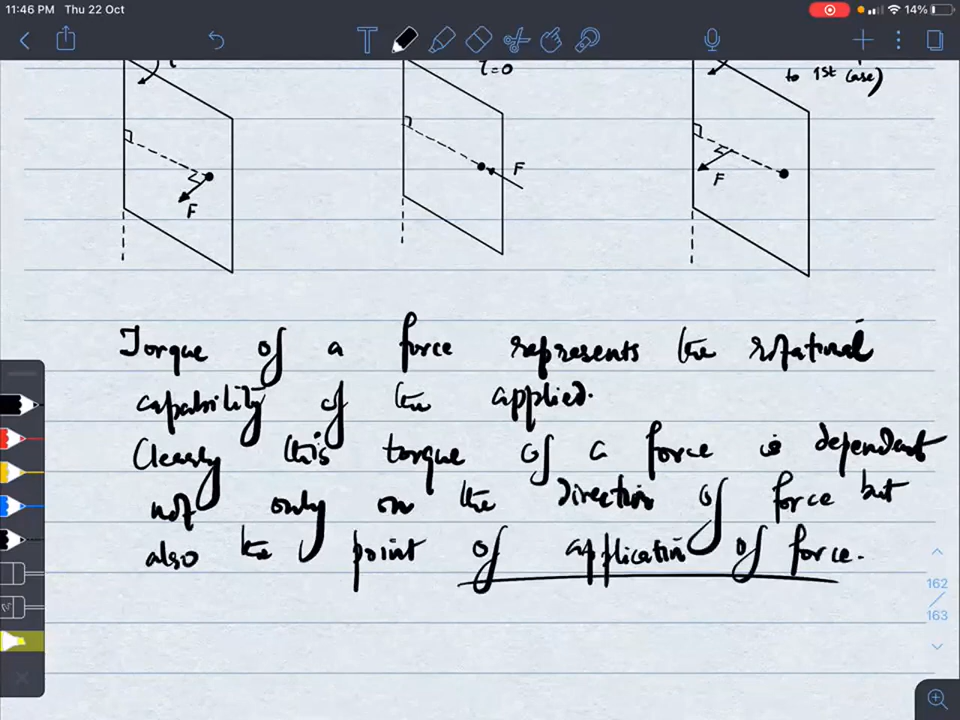 11:46 PM Thu 22 Oct
14%
T
τ=0
to 1st case)
F
F
F
Torque of a force represents the rotational
capability of the applied.
Clearly this torque of a force is dependant
not only on the direction of force but
also the point of application of force.
162
163